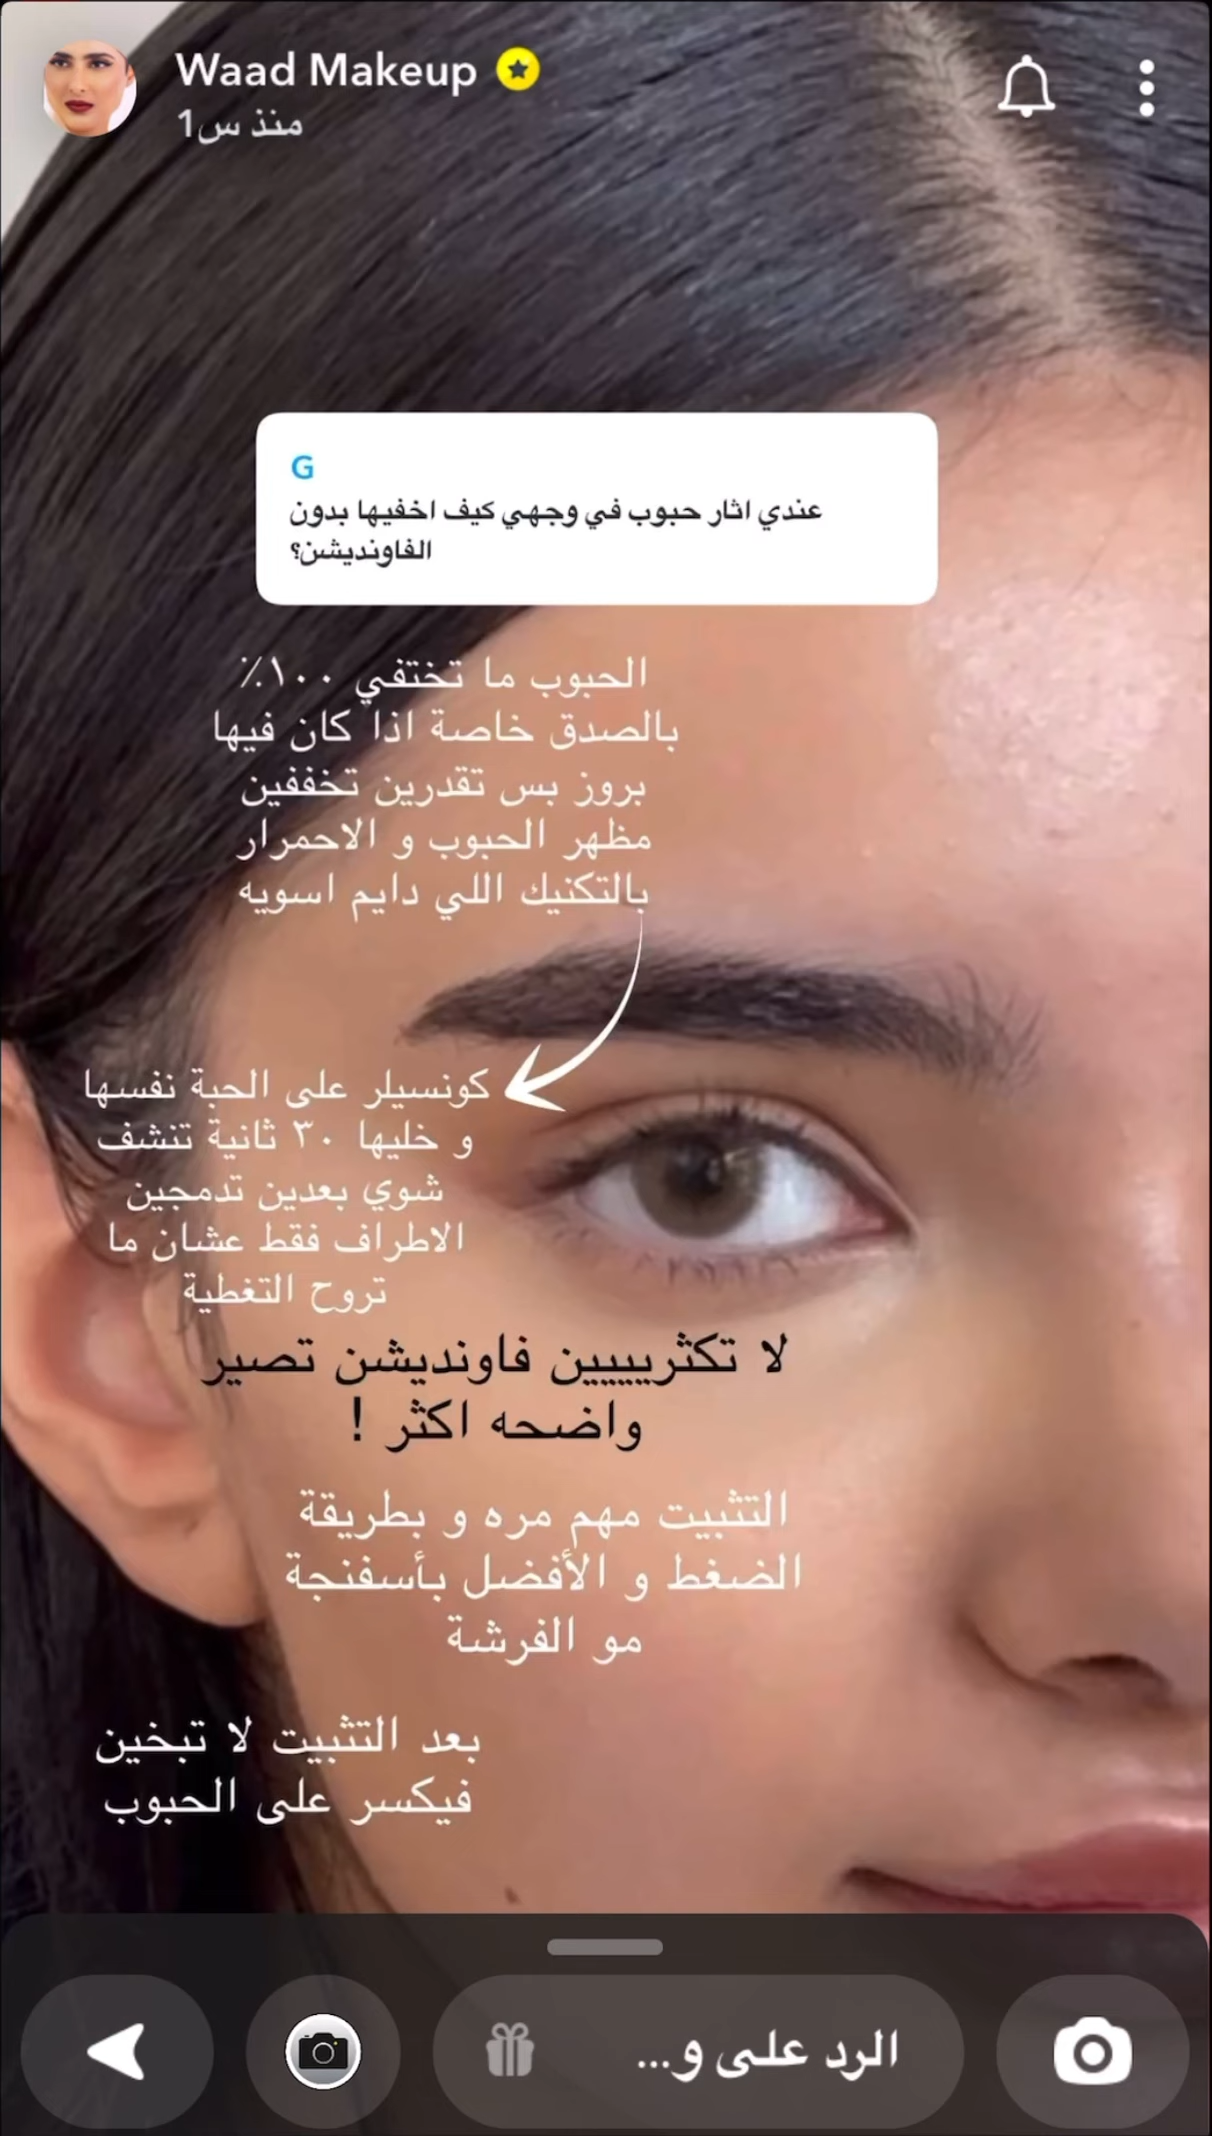 Waad Makeup
منذ س1
G
عندي اثار حبوب في وجهي كيف اخفيها بدون
الفاونديشن؟
الحبوب ما تختفي ١٠٠٪
بالصدق خاصة اذا كان فيها
بروز بس تقدرين تخففين
مظهر الحبوب و الاحمرار
بالتكنيك اللي دايم اسويه
كونسيلر على الحبة نفسها
و خليها ٣٠ ثانية تنشف
شوي بعدين تدمجين
الاطراف فقط عشان ما
تروح التغطية
لا تكثريييين فاونديشن تصير
واضحه اكثر !
التثبيت مهم مره و بطريقة
الضغط و الأفضل بأسفنجة
مو الفرشة
بعد التثبيت لا تبخين
فيكسر على الحبوب
الرد على و...